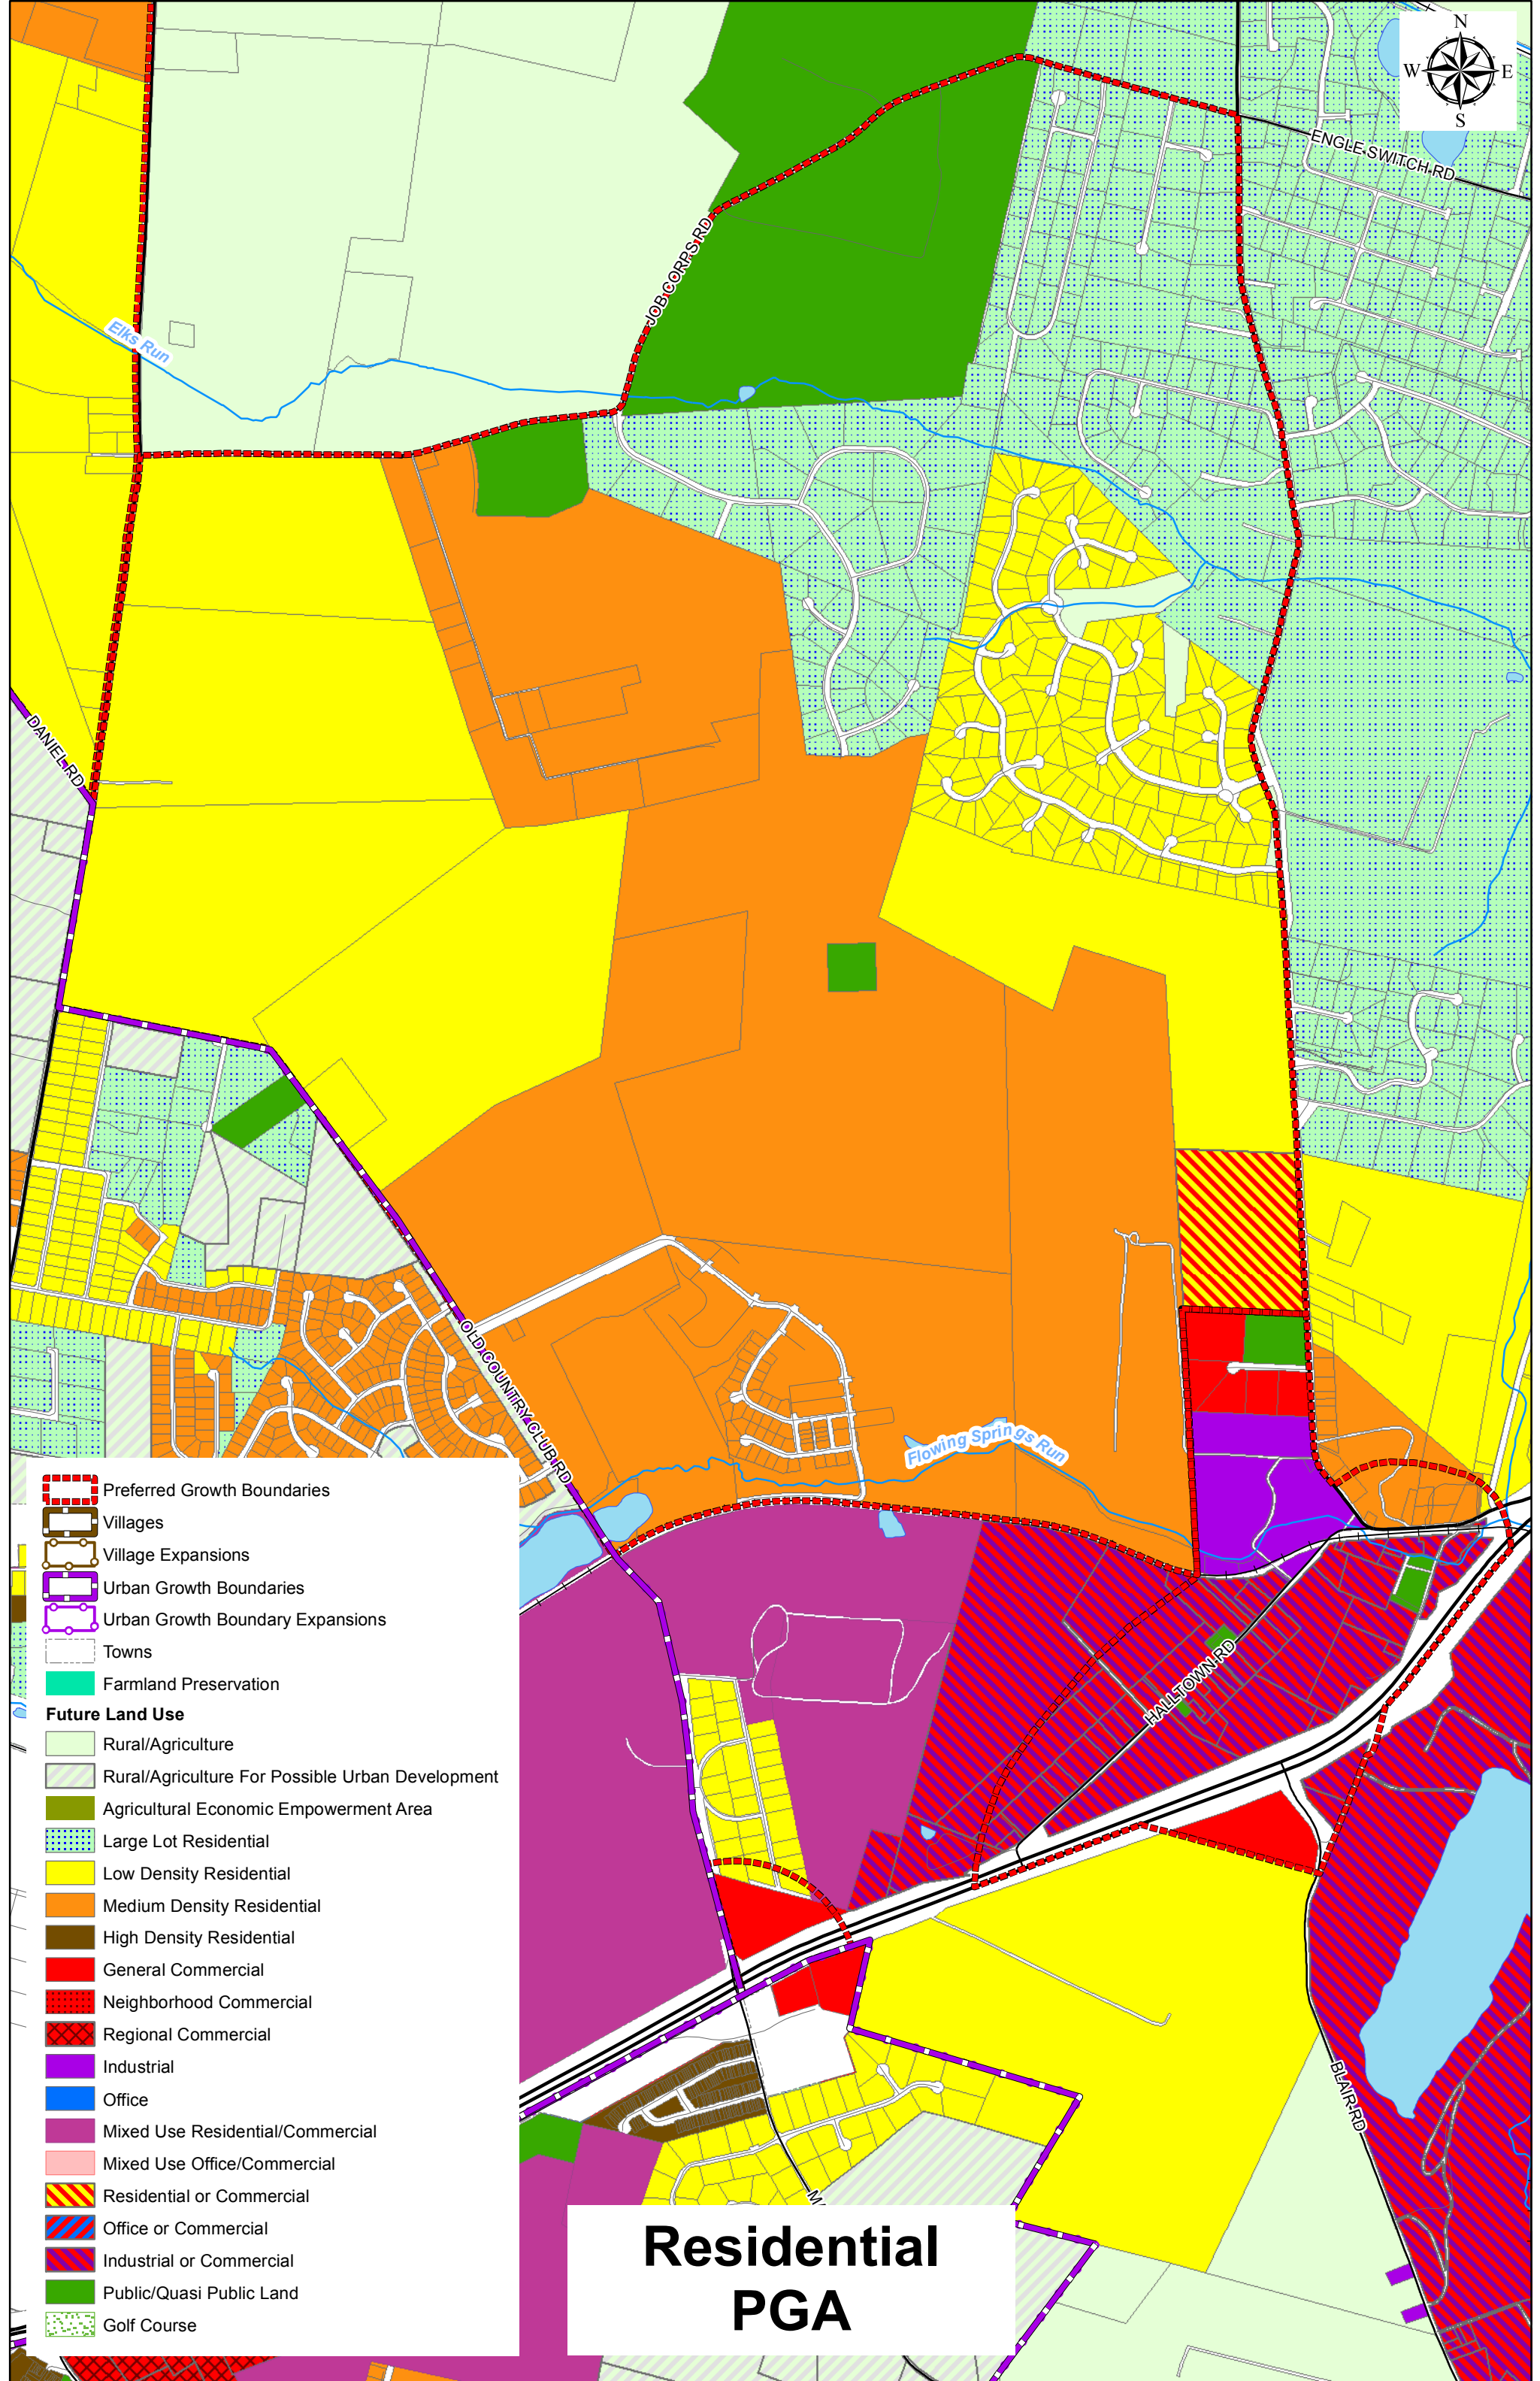 N
W E
S
ENGLE SWITCH RD
JOB CORPS RD
Elks Run
DANIEL RD
OLD COUNTRY CLUB RD
Flowing Springs Run
HALLTOWN RD
BLAIR RD
Preferred Growth Boundaries
Villages
Village Expansions
Urban Growth Boundaries
Urban Growth Boundary Expansions
Towns
Farmland Preservation
Future Land Use
Rural/Agriculture
Rural/Agriculture For Possible Urban Development
Agricultural Economic Empowerment Area
Large Lot Residential
Low Density Residential
Medium Density Residential
High Density Residential
General Commercial
Neighborhood Commercial
Regional Commercial
Industrial
Office
Mixed Use Residential/Commercial
Mixed Use Office/Commercial
Residential or Commercial
Office or Commercial
Industrial or Commercial
Public/Quasi Public Land
Golf Course
Residential
PGA